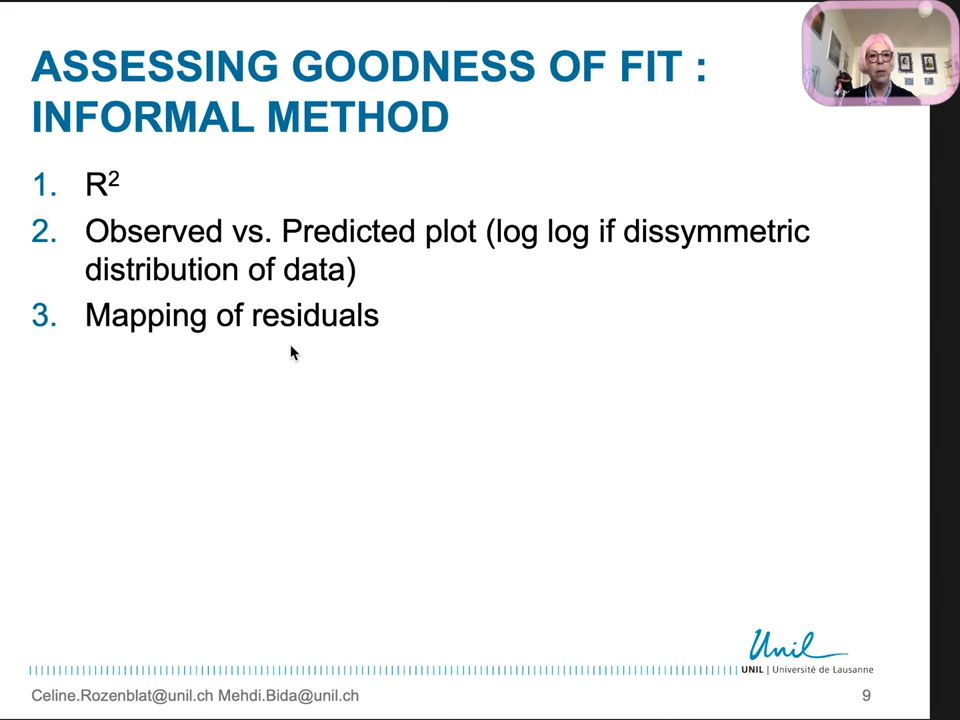 ASSESSING GOODNESS OF FIT :
INFORMAL METHOD
1. R²
2. Observed vs. Predicted plot (log log if dissymmetric
distribution of data)
3. Mapping of residuals
Unil
UNIL | Université de Lausanne
Celine.Rozenblat@unil.ch Mehdi.Bida@unil.ch
9